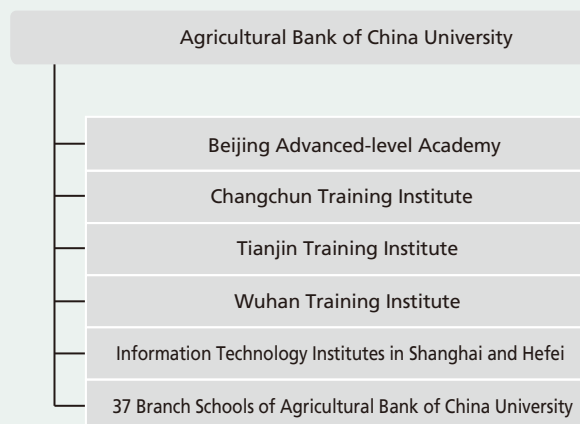 Agricultural Bank of China University
Beijing Advanced-level Academy
Changchun Training Institute
Tianjin Training Institute
Wuhan Training Institute
Information Technology Institutes in Shanghai and Hefei
37 Branch Schools of Agricultural Bank of China University